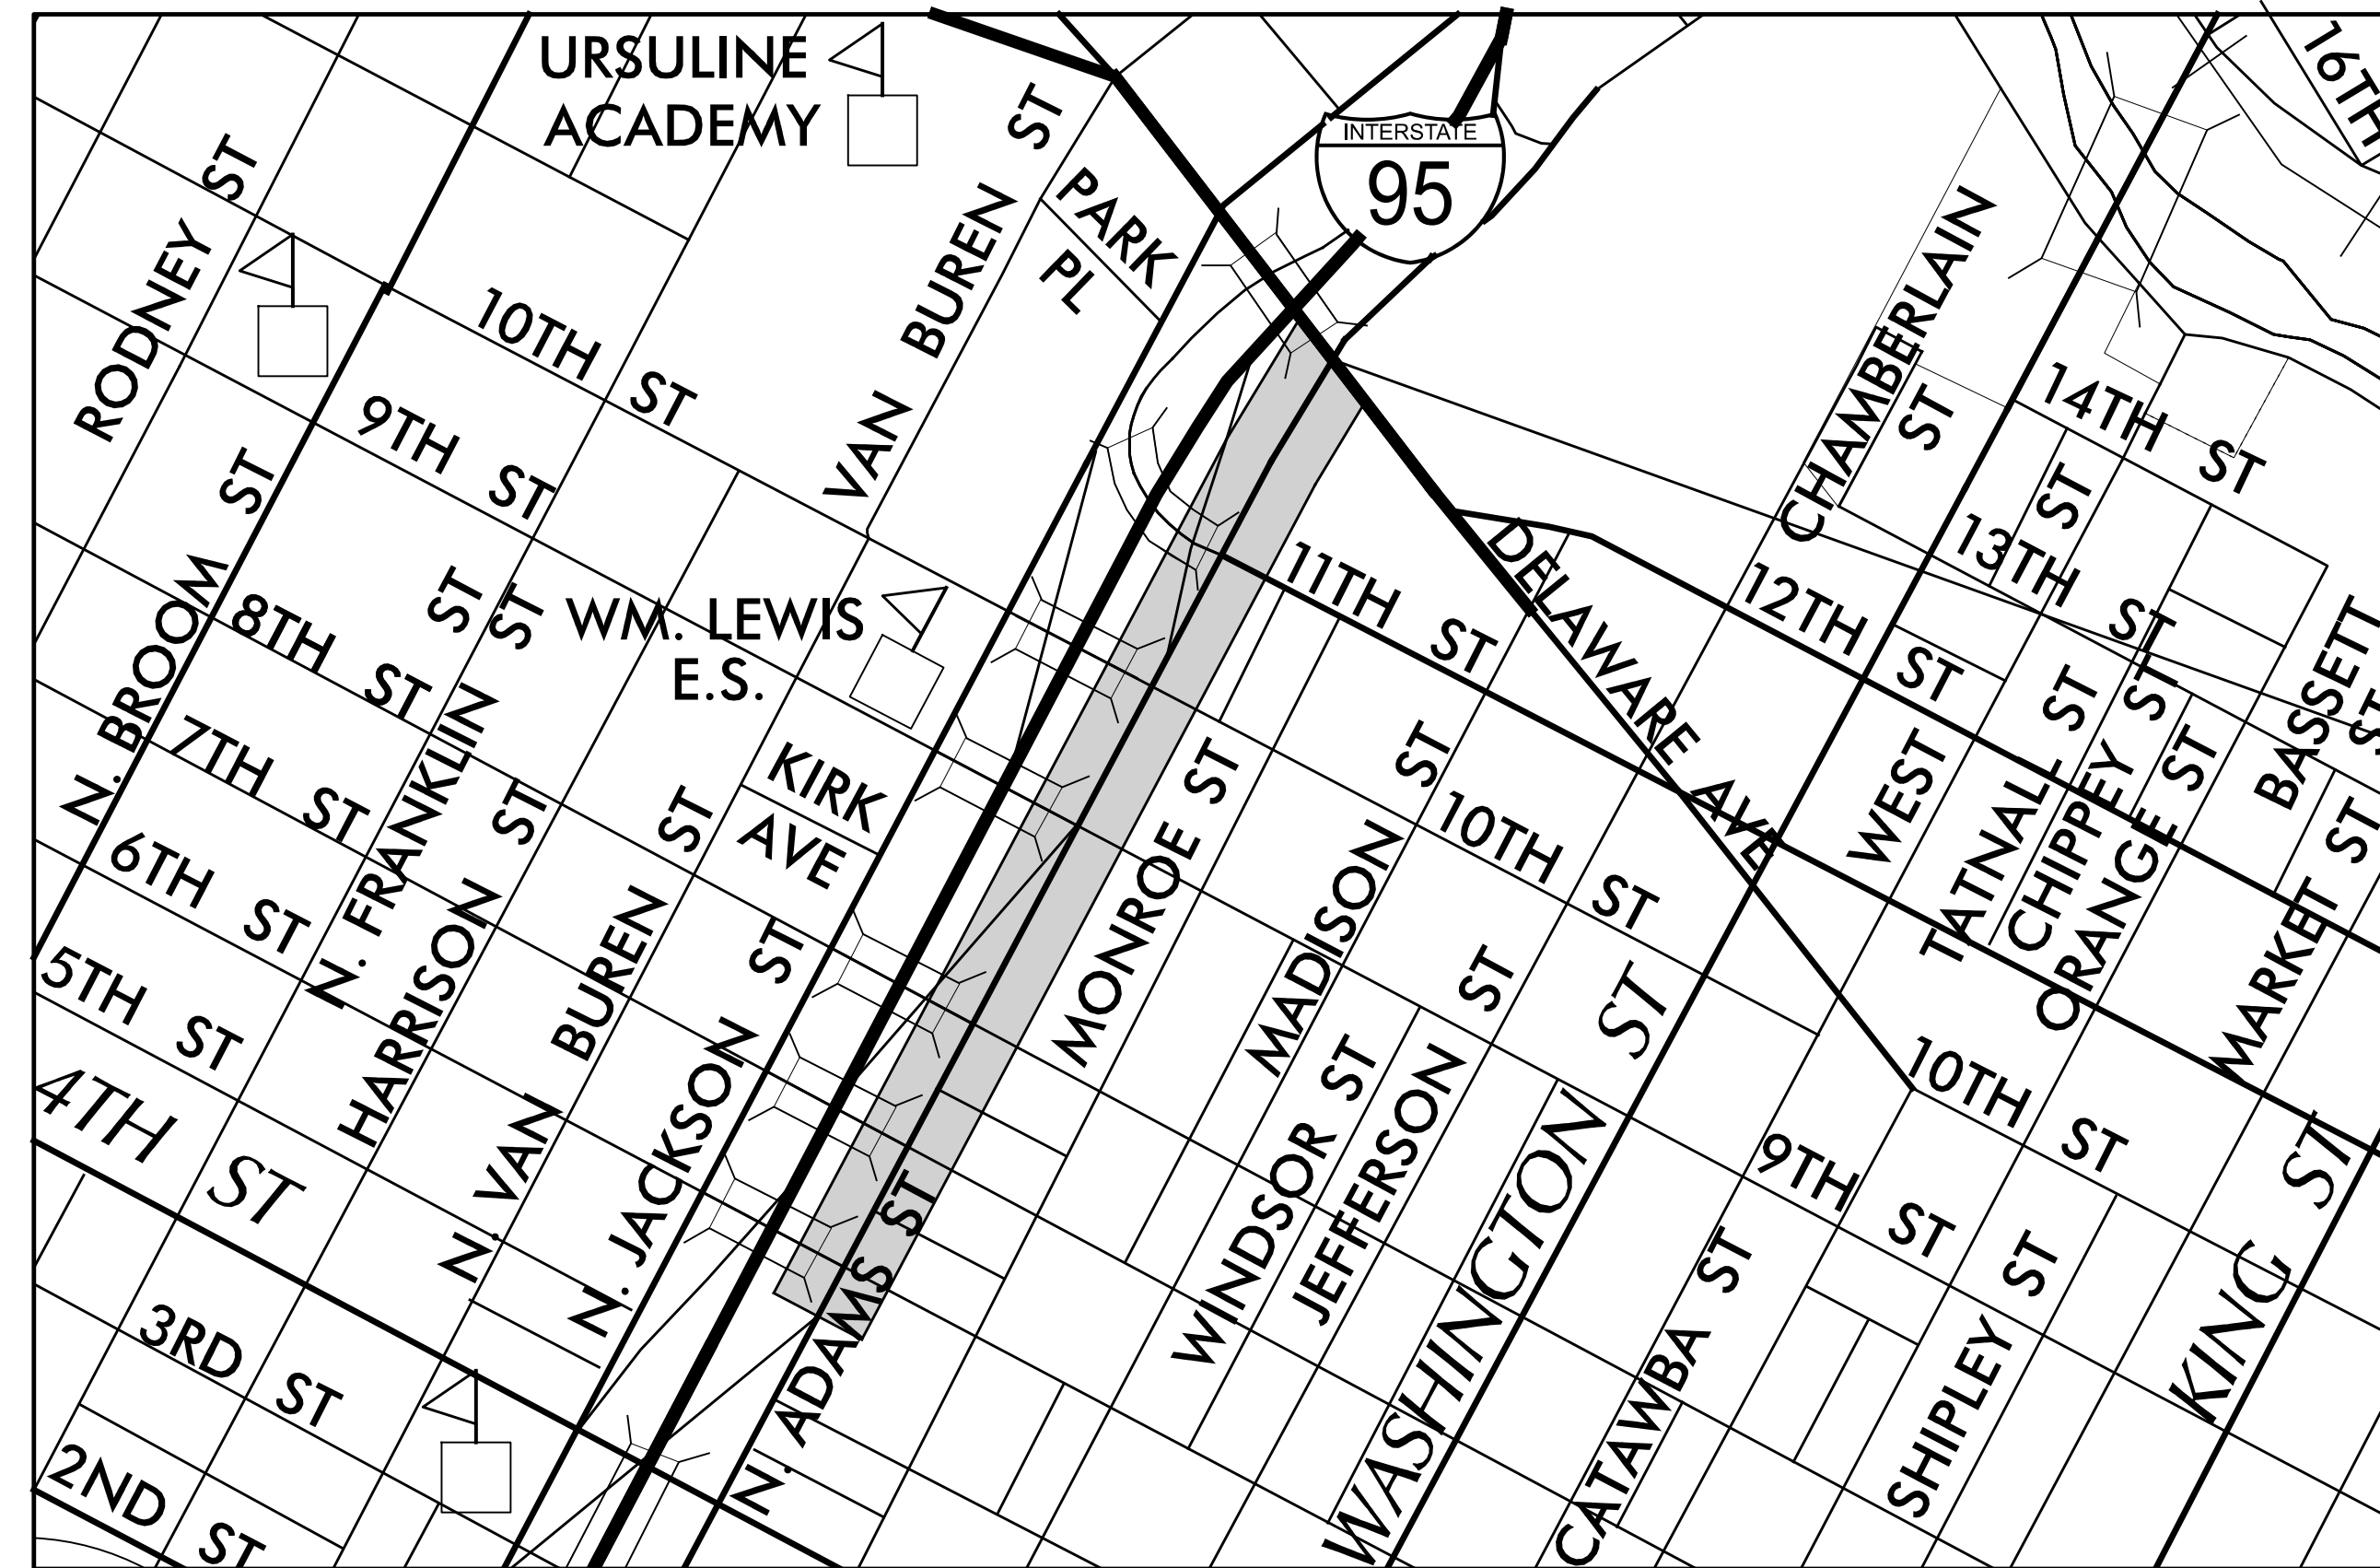 URSULINE
ACADEMY
INTERSTATE
95
10TH
RODNEY ST
VAN BUREN ST
PARK
PL
CHAMBERLAIN
ST
10TH ST
9TH ST
14TH ST
N. BROOM ST
8TH ST
ST
ST
WM. LEWIS
E.S.
11TH ST
DELAWARE AVE
12TH ST
13TH ST
ST
ST
ST
ST
BASSETT
ST
7TH ST
N. FRANKLIN
KIRK
AVE
MONROE ST
MADISON
ST
10TH ST
WEST
TATNALL
CHIPPEY
ORANGE
MARKET ST
6TH ST
HARRISON
ST
N. VAN BUREN ST
5TH ST
N. JACKSON ST
WINDSOR ST
JEFFERSON ST
WASHINGTON ST
10TH ST
4TH ST
9TH ST
KING ST
3RD ST
N. ADAMS ST
CATAWBA ST
SHIPLEY ST
2ND ST